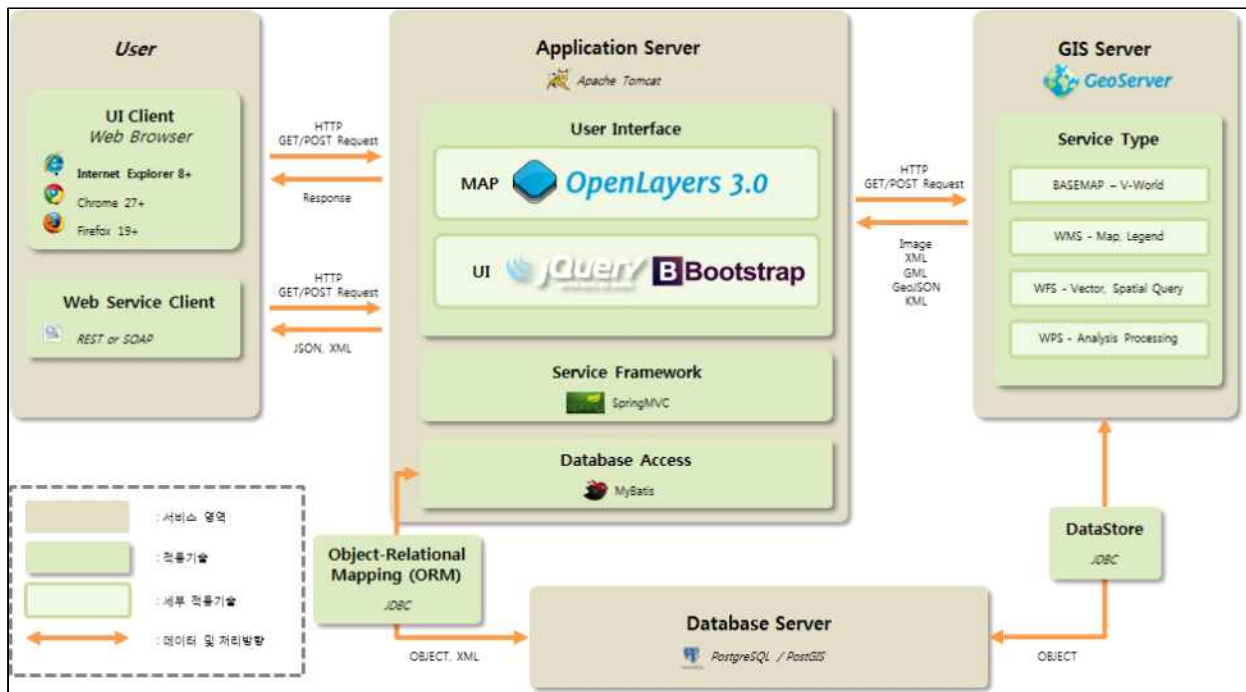 User
UI Client
Web Browser
Internet Explorer 8+
Chrome 27+
Firefox 19+
Web Service Client
REST or SOAP
HTTP
GET/POST Request
Response
HTTP
GET/POST Request
JSON, XML
Application Server
Apache Tomcat
User Interface
MAP OpenLayers 3.0
UI jQuery B Bootstrap
Service Framework
SpringMVC
Database Access
MyBatis
HTTP
GET/POST Request
Image
XML
GML
GeoJSON
KML
GIS Server
GeoServer
Service Type
BASEMAP – V-World
WMS - Map, Legend
WFS - Vector, Spatial Query
WPS - Analysis Processing
: 서비스 영역
: 적용기술
: 세부 적용기술
: 데이터 및 처리방향
Object-Relational
Mapping (ORM)
JDBC
OBJECT, XML
DataStore
JDBC
OBJECT
Database Server
PostgreSQL / PostGIS